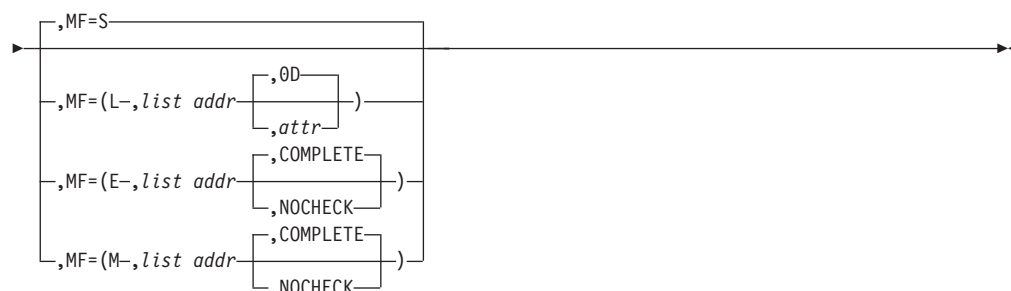 ,MF=S
,0D
,MF=(L–,list addr )
,attr
,COMPLETE
,MF=(E–,list addr )
,NOCHECK
,COMPLETE
,MF=(M–,list addr )
NOCHECK